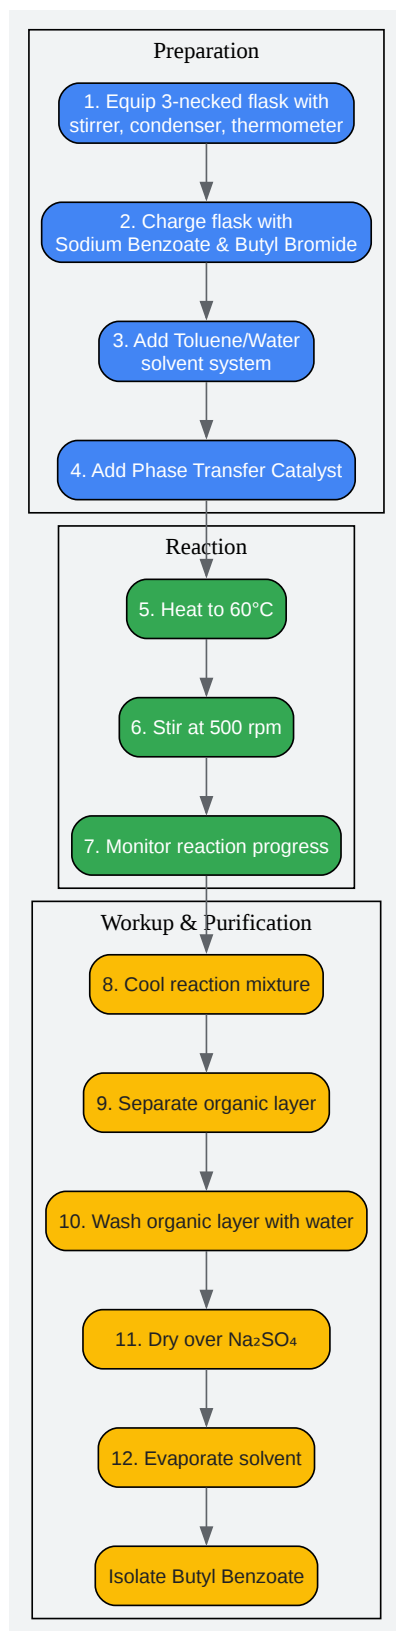 Preparation
1. Equip 3-necked flask with
stirrer, condenser, thermometer
2. Charge flask with
Sodium Benzoate & Butyl Bromide
3. Add Toluene/Water
solvent system
4. Add Phase Transfer Catalyst
Reaction
5. Heat to 60°C
6. Stir at 500 rpm
7. Monitor reaction progress
Workup & Purification
8. Cool reaction mixture
9. Separate organic layer
10. Wash organic layer with water
11. Dry over Na₂SO₄
12. Evaporate solvent
Isolate Butyl Benzoate